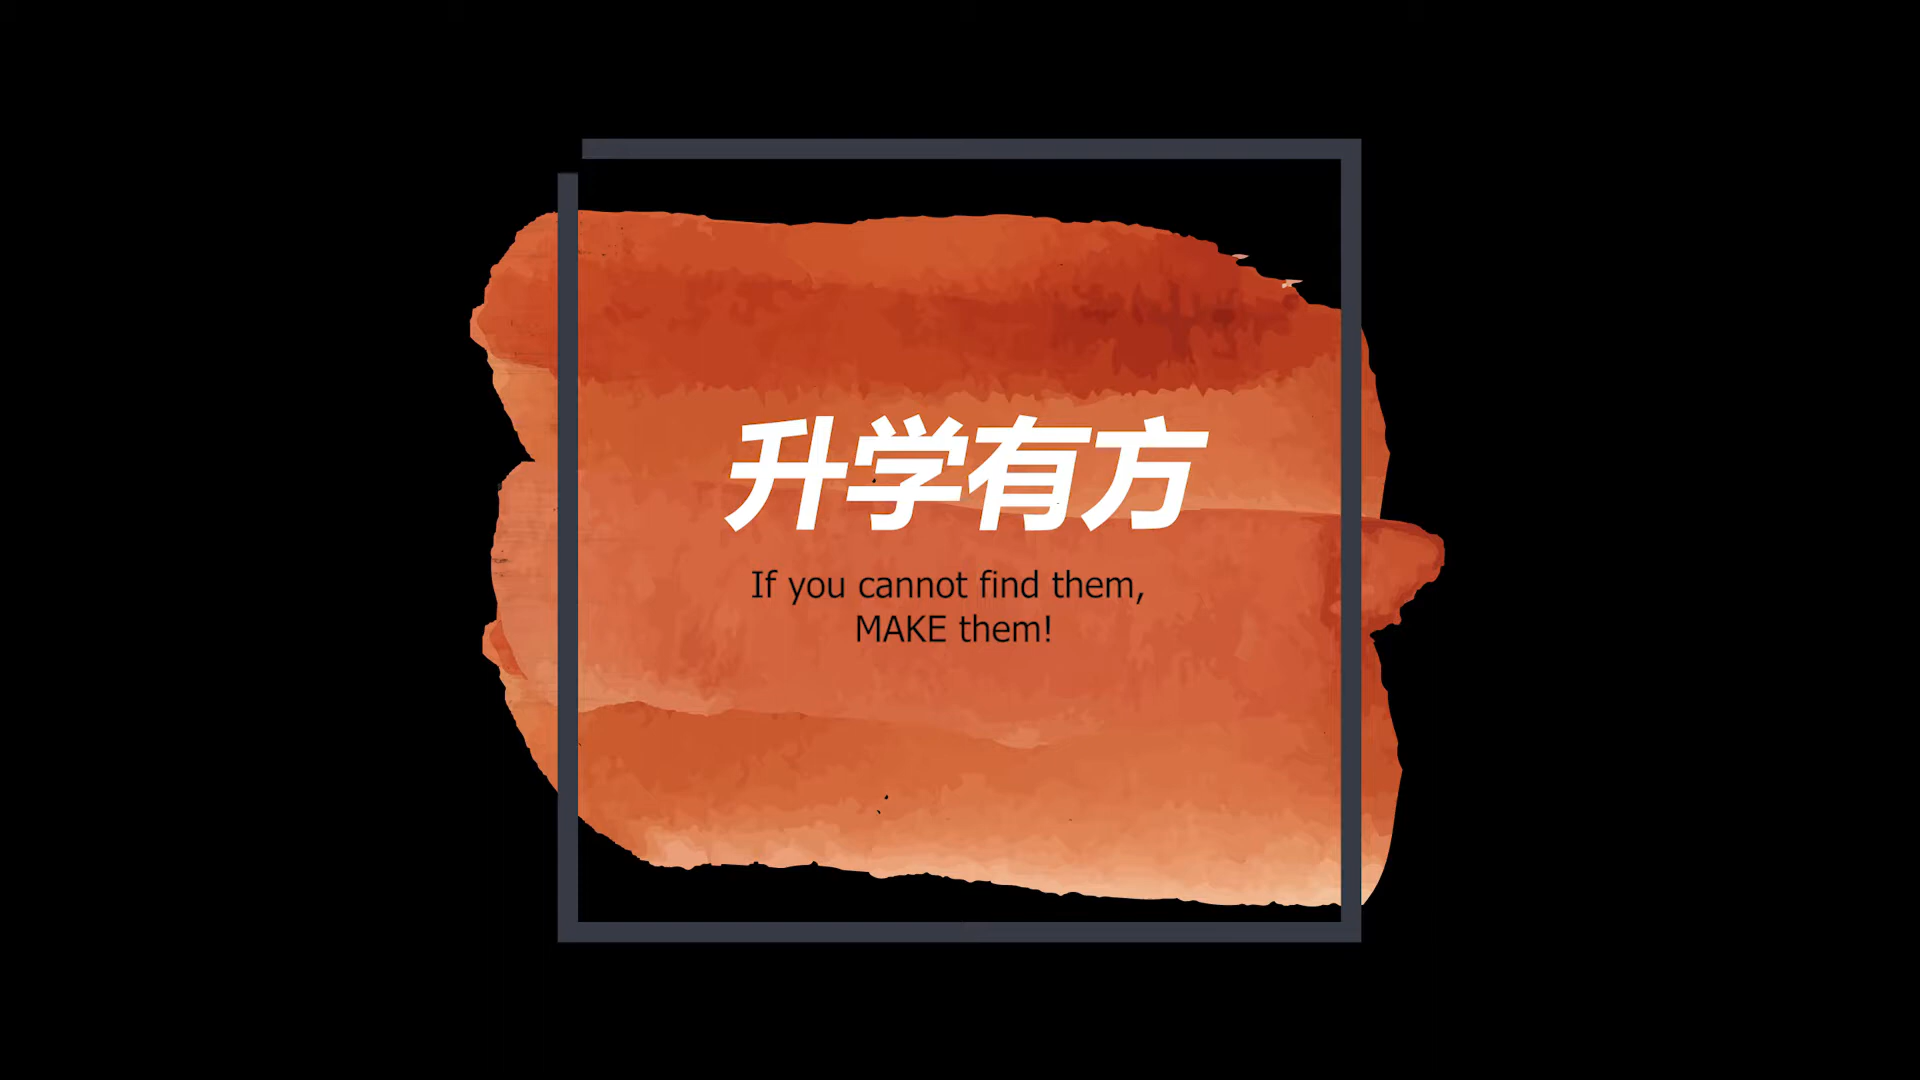 升学有方
If you cannot find them,
MAKE them!